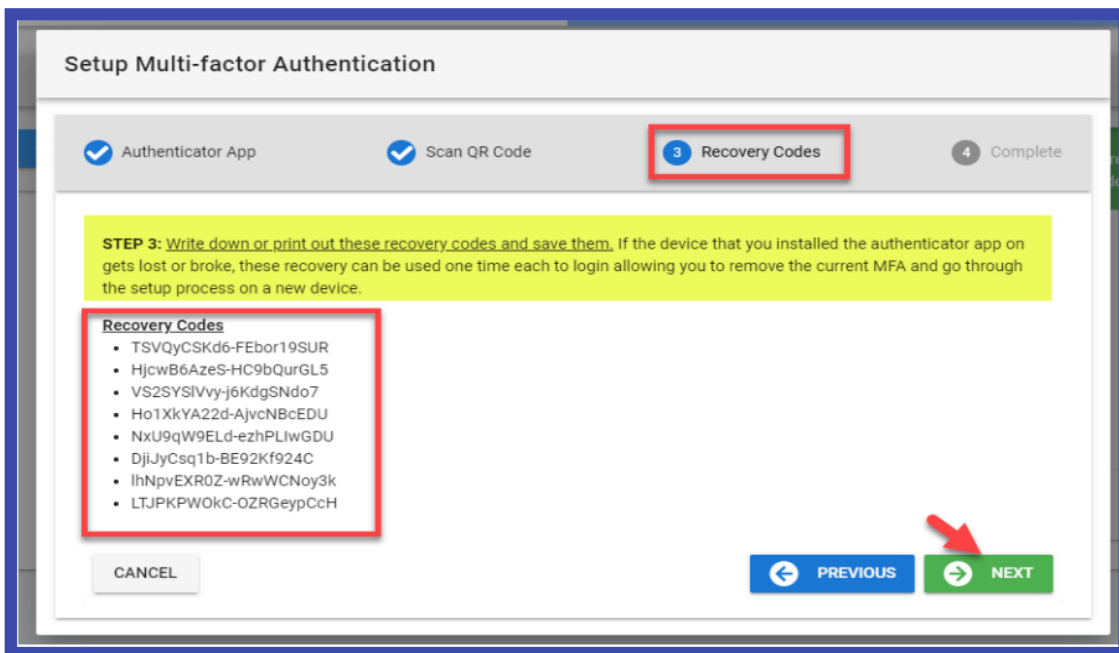 Setup Multi-factor Authentication
Authenticator App
Scan QR Code
3 Recovery Codes
4 Complete
STEP 3: Write down or print out these recovery codes and save them. If the device that you installed the authenticator app on
gets lost or broke, these recovery can be used one time each to login allowing you to remove the current MFA and go through
the setup process on a new device.
Recovery Codes
• TSVQyCSKd6-FEbor19SUR
• HjcwB6AzeS-HC9bQurGL5
• VS2SYSlVvy-j6KdgSNdo7
• Ho1XkYA22d-AjvcNBcEDU
• NxU9qW9ELd-ezhPLIwGDU
• DjiJyCsq1b-BE92Kf924C
• lhNpvEXR0Z-wRwWCNoy3k
• LTJPKPWOkC-OZRGeypCcH
CANCEL
PREVIOUS
NEXT